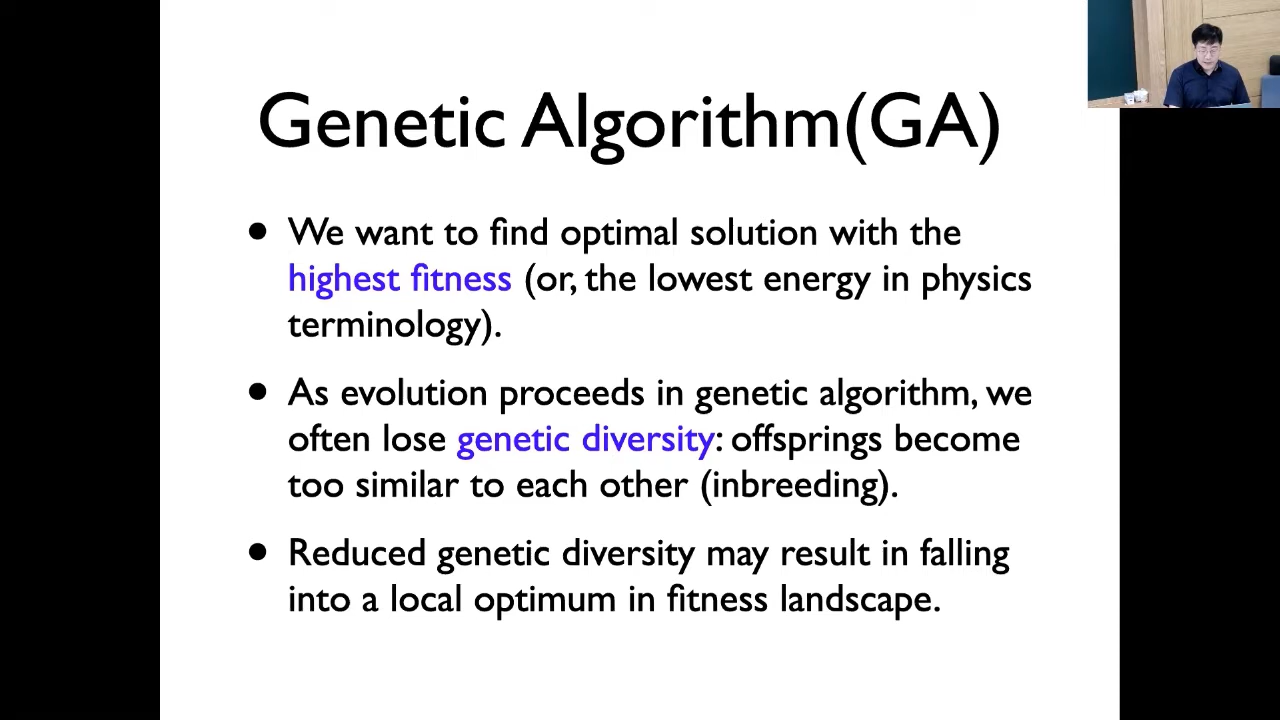 Genetic Algorithm(GA)
• We want to find optimal solution with the
highest fitness (or, the lowest energy in physics
terminology).
• As evolution proceeds in genetic algorithm, we
often lose genetic diversity: offsprings become
too similar to each other (inbreeding).
• Reduced genetic diversity may result in falling
into a local optimum in fitness landscape.